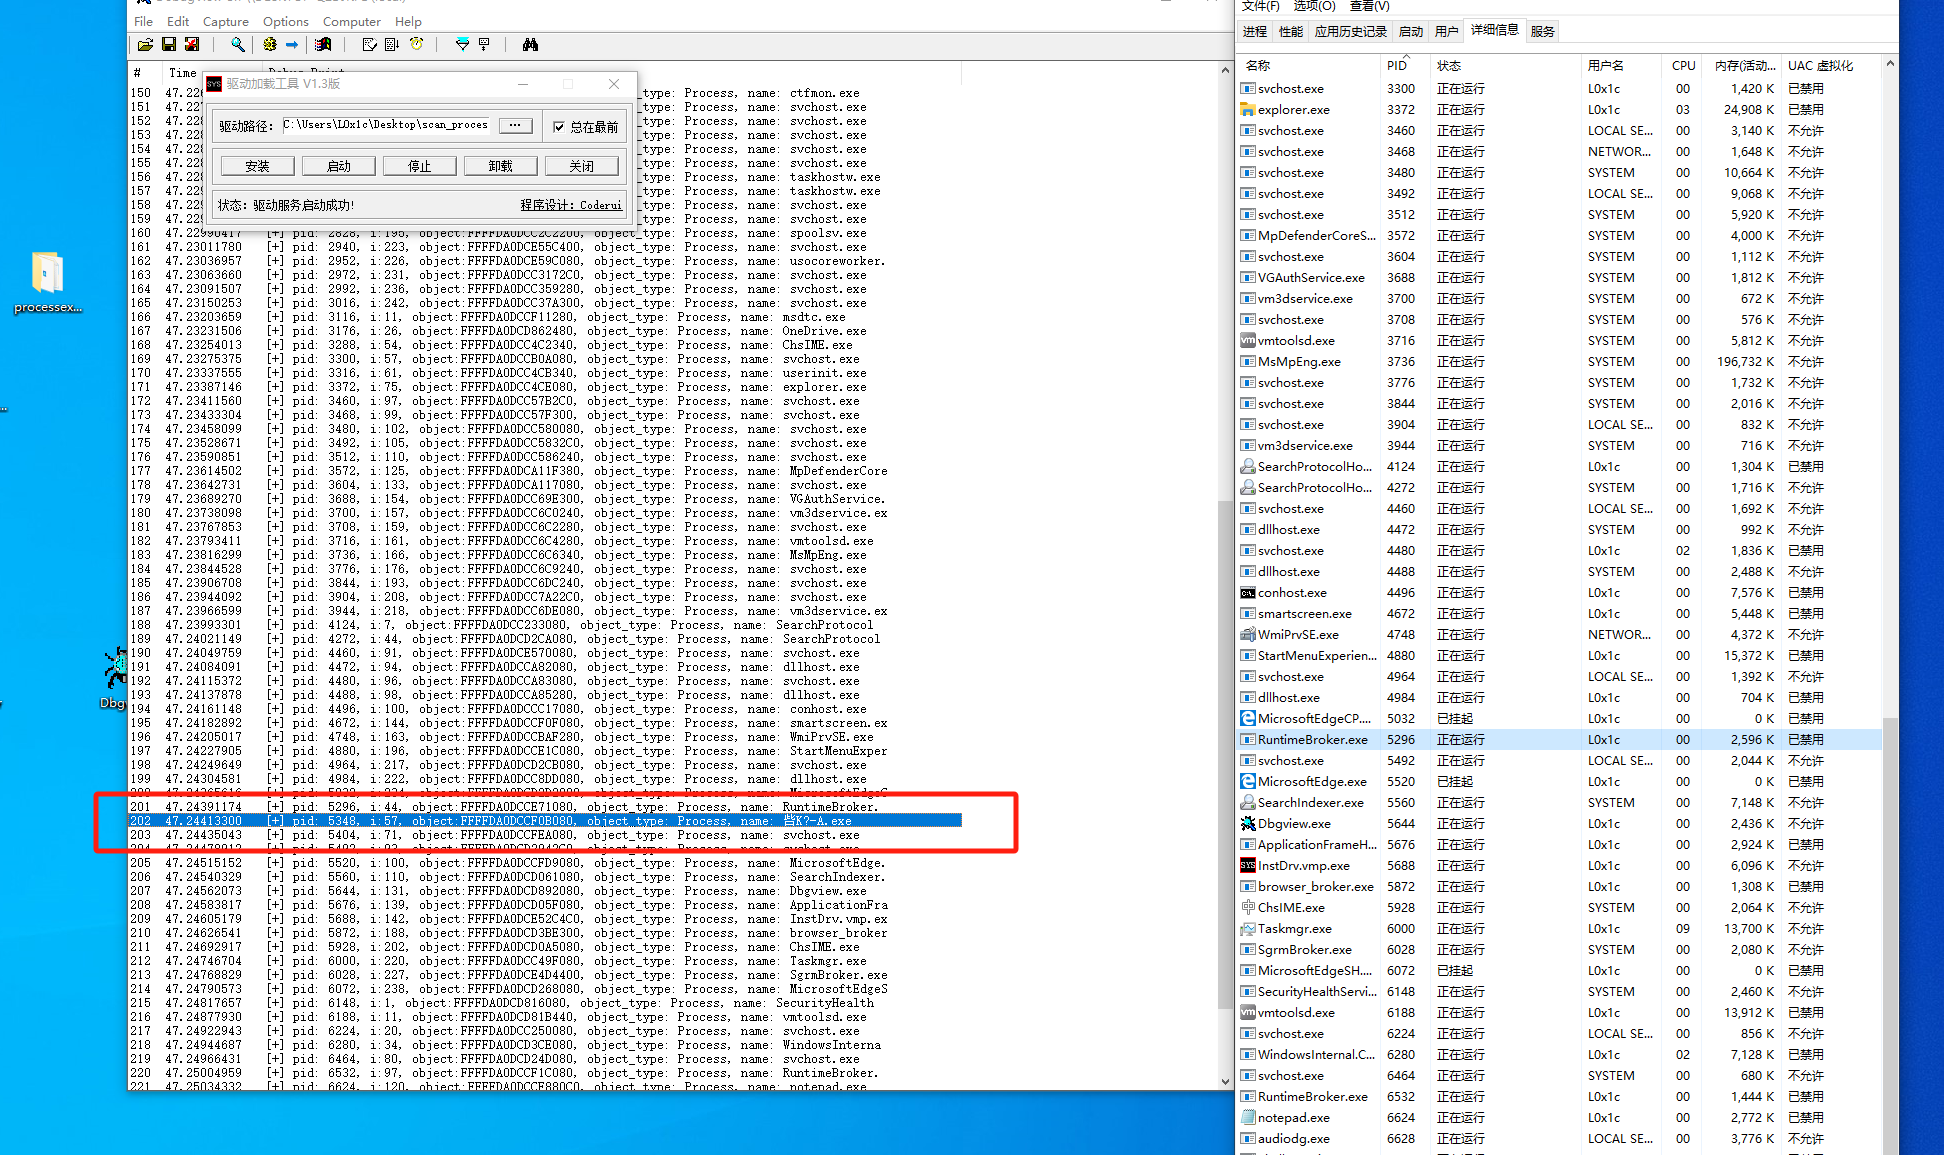 File Edit Capture Options Computer Help
# Time
驱动加载工具 V1.3版
驱动路径： C:\Users\L0x1c\Desktop\scan_proces ... 总在最前
安装 启动 停止 卸载 关闭
状态：驱动服务启动成功! 程序设计：Coderui
150 47.22 _type: Process, name: ctfmon.exe
151 47.22 _type: Process, name: svchost.exe
152 47.22 _type: Process, name: svchost.exe
153 47.22 _type: Process, name: svchost.exe
154 47.22 _type: Process, name: svchost.exe
155 47.22 _type: Process, name: svchost.exe
156 47.22 _type: Process, name: taskhostw.exe
157 47.22 _type: Process, name: taskhostw.exe
158 47.22 _type: Process, name: svchost.exe
159 47.22 _type: Process, name: svchost.exe
160 47.22990417 [+] pid: 2828, i:195, object:FFFFDA0DCC2C2200, object_type: Process, name: spoolsv.exe
161 47.23011780 [+] pid: 2940, i:223, object:FFFFDA0DCE55C400, object_type: Process, name: svchost.exe
162 47.23036957 [+] pid: 2952, i:226, object:FFFFDA0DCE59C080, object_type: Process, name: usocoreworker.
163 47.23063660 [+] pid: 2972, i:231, object:FFFFDA0DCC3172C0, object_type: Process, name: svchost.exe
164 47.23091507 [+] pid: 2992, i:236, object:FFFFDA0DCC359280, object_type: Process, name: svchost.exe
165 47.23150253 [+] pid: 3016, i:242, object:FFFFDA0DCC37A300, object_type: Process, name: svchost.exe
166 47.23203659 [+] pid: 3116, i:11, object:FFFFDA0DCCF11280, object_type: Process, name: msdtc.exe
167 47.23231506 [+] pid: 3176, i:26, object:FFFFDA0DCD862480, object_type: Process, name: OneDrive.exe
168 47.23254013 [+] pid: 3288, i:54, object:FFFFDA0DCC4C2340, object_type: Process, name: ChsIME.exe
169 47.23275375 [+] pid: 3300, i:57, object:FFFFDA0DCCB0A080, object_type: Process, name: svchost.exe
170 47.23337555 [+] pid: 3316, i:61, object:FFFFDA0DCC4CB340, object_type: Process, name: userinit.exe
171 47.23387146 [+] pid: 3372, i:75, object:FFFFDA0DCC4CE080, object_type: Process, name: explorer.exe
172 47.23411560 [+] pid: 3460, i:97, object:FFFFDA0DCC57B2C0, object_type: Process, name: svchost.exe
173 47.23433304 [+] pid: 3468, i:99, object:FFFFDA0DCC57F300, object_type: Process, name: svchost.exe
174 47.23458099 [+] pid: 3480, i:102, object:FFFFDA0DCC580080, object_type: Process, name: svchost.exe
175 47.23528671 [+] pid: 3492, i:105, object:FFFFDA0DCC5832C0, object_type: Process, name: svchost.exe
176 47.23590851 [+] pid: 3512, i:110, object:FFFFDA0DCC586240, object_type: Process, name: svchost.exe
177 47.23614502 [+] pid: 3572, i:125, object:FFFFDA0DCA11F380, object_type: Process, name: MpDefenderCore
178 47.23642731 [+] pid: 3604, i:133, object:FFFFDA0DCA117080, object_type: Process, name: svchost.exe
179 47.23689270 [+] pid: 3688, i:154, object:FFFFDA0DCC69E300, object_type: Process, name: VGAuthService.
180 47.23738098 [+] pid: 3700, i:157, object:FFFFDA0DCC6C0240, object_type: Process, name: vm3dservice.ex
181 47.23767853 [+] pid: 3708, i:159, object:FFFFDA0DCC6C2280, object_type: Process, name: svchost.exe
182 47.23793411 [+] pid: 3716, i:161, object:FFFFDA0DCC6C4280, object_type: Process, name: vmtoolsd.exe
183 47.23816299 [+] pid: 3736, i:166, object:FFFFDA0DCC6C6340, object_type: Process, name: MsMpEng.exe
184 47.23844528 [+] pid: 3776, i:176, object:FFFFDA0DCC6C9240, object_type: Process, name: svchost.exe
185 47.23906708 [+] pid: 3844, i:193, object:FFFFDA0DCC6DC240, object_type: Process, name: svchost.exe
186 47.23944092 [+] pid: 3904, i:208, object:FFFFDA0DCC7A22C0, object_type: Process, name: svchost.exe
187 47.23966599 [+] pid: 3944, i:218, object:FFFFDA0DCC6DE080, object_type: Process, name: vm3dservice.ex
188 47.23993301 [+] pid: 4124, i:7, object:FFFFDA0DCC233080, object_type: Process, name: SearchProtocol
189 47.24021149 [+] pid: 4272, i:44, object:FFFFDA0DCD2CA080, object_type: Process, name: SearchProtocol
190 47.24049759 [+] pid: 4460, i:91, object:FFFFDA0DCE570080, object_type: Process, name: svchost.exe
191 47.24084091 [+] pid: 4472, i:94, object:FFFFDA0DCCA82080, object_type: Process, name: dllhost.exe
192 47.24115372 [+] pid: 4480, i:96, object:FFFFDA0DCCA83080, object_type: Process, name: svchost.exe
193 47.24137878 [+] pid: 4488, i:98, object:FFFFDA0DCCA85280, object_type: Process, name: dllhost.exe
194 47.24161148 [+] pid: 4496, i:100, object:FFFFDA0DCCC17080, object_type: Process, name: conhost.exe
195 47.24182892 [+] pid: 4672, i:144, object:FFFFDA0DCCF0F080, object_type: Process, name: smartscreen.ex
196 47.24205017 [+] pid: 4748, i:163, object:FFFFDA0DCCBAF280, object_type: Process, name: WmiPrvSE.exe
197 47.24227905 [+] pid: 4880, i:196, object:FFFFDA0DCCE1C080, object_type: Process, name: StartMenuExper
198 47.24249649 [+] pid: 4964, i:217, object:FFFFDA0DCD2CB080, object_type: Process, name: svchost.exe
199 47.24304581 [+] pid: 4984, i:222, object:FFFFDA0DCC8DD080, object_type: Process, name: dllhost.exe
201 47.24391174 [+] pid: 5296, i:44, object:FFFFDA0DCCE71080, object_type: Process, name: RuntimeBroker.
202 47.24413300 [+] pid: 5348, i:57, object:FFFFDA0DCCF0B080, object_type: Process, name: K?-A.exe
203 47.24435043 [+] pid: 5404, i:71, object:FFFFDA0DCCFEA080, object_type: Process, name: svchost.exe
205 47.24515152 [+] pid: 5520, i:100, object:FFFFDA0DCCFD9080, object_type: Process, name: MicrosoftEdge.
206 47.24540329 [+] pid: 5560, i:110, object:FFFFDA0DCD061080, object_type: Process, name: SearchIndexer.
207 47.24562073 [+] pid: 5644, i:131, object:FFFFDA0DCD892080, object_type: Process, name: Dbgview.exe
208 47.24583817 [+] pid: 5676, i:139, object:FFFFDA0DCD05F080, object_type: Process, name: ApplicationFra
209 47.24605179 [+] pid: 5688, i:142, object:FFFFDA0DCE52C4C0, object_type: Process, name: InstDrv.vmp.ex
210 47.24626541 [+] pid: 5872, i:188, object:FFFFDA0DCD3BE300, object_type: Process, name: browser_broker
211 47.24692917 [+] pid: 5928, i:202, object:FFFFDA0DCD0A5080, object_type: Process, name: ChsIME.exe
212 47.24746704 [+] pid: 6000, i:220, object:FFFFDA0DCC49F080, object_type: Process, name: Taskmgr.exe
213 47.24768829 [+] pid: 6028, i:227, object:FFFFDA0DCE4D4400, object_type: Process, name: SgrmBroker.exe
214 47.24790573 [+] pid: 6072, i:238, object:FFFFDA0DCD268080, object_type: Process, name: MicrosoftEdgeS
215 47.24817657 [+] pid: 6148, i:1, object:FFFFDA0DCD816080, object_type: Process, name: SecurityHealth
216 47.24877930 [+] pid: 6188, i:11, object:FFFFDA0DCD81B440, object_type: Process, name: vmtoolsd.exe
217 47.24922943 [+] pid: 6224, i:20, object:FFFFDA0DCC250080, object_type: Process, name: svchost.exe
218 47.24944687 [+] pid: 6280, i:34, object:FFFFDA0DCD3CE080, object_type: Process, name: WindowsInterna
219 47.24966431 [+] pid: 6464, i:80, object:FFFFDA0DCD24D080, object_type: Process, name: svchost.exe
220 47.25004959 [+] pid: 6532, i:97, object:FFFFDA0DCCF1C080, object_type: Process, name: RuntimeBroker.
221 47.25034332 [+] pid: 6624, i:120, object:FFFFDA0DCCF880C0, object_type: Process, name: notepad.exe
processex...
Dbgv
文件(F) 选项(O) 查看(V)
进程 性能 应用历史记录 启动 用户 详细信息 服务
名称 PID 状态 用户名 CPU 内存(活动... UAC 虚拟化
svchost.exe 3300 正在运行 L0x1c 00 1,420 K 已禁用
explorer.exe 3372 正在运行 L0x1c 03 24,908 K 已禁用
svchost.exe 3460 正在运行 LOCAL SE... 00 3,140 K 不允许
svchost.exe 3468 正在运行 NETWOR... 00 1,648 K 不允许
svchost.exe 3480 正在运行 SYSTEM 00 10,664 K 不允许
svchost.exe 3492 正在运行 LOCAL SE... 00 9,068 K 不允许
svchost.exe 3512 正在运行 SYSTEM 00 5,920 K 不允许
MpDefenderCoreS... 3572 正在运行 SYSTEM 00 4,000 K 不允许
svchost.exe 3604 正在运行 SYSTEM 00 1,112 K 不允许
VGAuthService.exe 3688 正在运行 SYSTEM 00 1,812 K 不允许
vm3dservice.exe 3700 正在运行 SYSTEM 00 672 K 不允许
svchost.exe 3708 正在运行 SYSTEM 00 576 K 不允许
vmtoolsd.exe 3716 正在运行 SYSTEM 00 5,812 K 不允许
MsMpEng.exe 3736 正在运行 SYSTEM 00 196,732 K 不允许
svchost.exe 3776 正在运行 SYSTEM 00 1,732 K 不允许
svchost.exe 3844 正在运行 SYSTEM 00 2,016 K 不允许
svchost.exe 3904 正在运行 LOCAL SE... 00 832 K 不允许
vm3dservice.exe 3944 正在运行 SYSTEM 00 716 K 不允许
SearchProtocolHo... 4124 正在运行 L0x1c 00 1,304 K 已禁用
SearchProtocolHo... 4272 正在运行 SYSTEM 00 1,716 K 不允许
svchost.exe 4460 正在运行 LOCAL SE... 00 1,692 K 不允许
dllhost.exe 4472 正在运行 SYSTEM 00 992 K 不允许
svchost.exe 4480 正在运行 L0x1c 02 1,836 K 已禁用
dllhost.exe 4488 正在运行 SYSTEM 00 2,488 K 不允许
conhost.exe 4496 正在运行 L0x1c 00 7,576 K 已禁用
smartscreen.exe 4672 正在运行 L0x1c 00 5,448 K 已禁用
WmiPrvSE.exe 4748 正在运行 NETWOR... 00 4,372 K 不允许
StartMenuExperien... 4880 正在运行 L0x1c 00 15,372 K 已禁用
svchost.exe 4964 正在运行 LOCAL SE... 00 1,392 K 不允许
dllhost.exe 4984 正在运行 L0x1c 00 704 K 已禁用
MicrosoftEdgeCP.... 5032 已挂起 L0x1c 00 0 K 已禁用
RuntimeBroker.exe 5296 正在运行 L0x1c 00 2,596 K 已禁用
svchost.exe 5492 正在运行 LOCAL SE... 00 2,044 K 不允许
MicrosoftEdge.exe 5520 已挂起 L0x1c 00 0 K 已禁用
SearchIndexer.exe 5560 正在运行 SYSTEM 00 7,148 K 不允许
Dbgview.exe 5644 正在运行 L0x1c 00 2,436 K 不允许
ApplicationFrameH... 5676 正在运行 L0x1c 00 2,924 K 已禁用
InstDrv.vmp.exe 5688 正在运行 L0x1c 00 6,096 K 不允许
browser_broker.exe 5872 正在运行 L0x1c 00 1,308 K 已禁用
ChsIME.exe 5928 正在运行 SYSTEM 00 2,064 K 不允许
Taskmgr.exe 6000 正在运行 L0x1c 09 13,700 K 不允许
SgrmBroker.exe 6028 正在运行 SYSTEM 00 2,080 K 不允许
MicrosoftEdgeSH.... 6072 已挂起 L0x1c 00 0 K 已禁用
SecurityHealthServi... 6148 正在运行 SYSTEM 00 2,460 K 不允许
vmtoolsd.exe 6188 正在运行 L0x1c 00 13,912 K 不允许
svchost.exe 6224 正在运行 LOCAL SE... 00 856 K 不允许
WindowsInternal.C... 6280 正在运行 L0x1c 02 7,128 K 已禁用
svchost.exe 6464 正在运行 SYSTEM 00 680 K 不允许
RuntimeBroker.exe 6532 正在运行 L0x1c 00 1,444 K 已禁用
notepad.exe 6624 正在运行 L0x1c 00 2,772 K 已禁用
audiodg.exe 6628 正在运行 LOCAL SE... 00 3,776 K 不允许